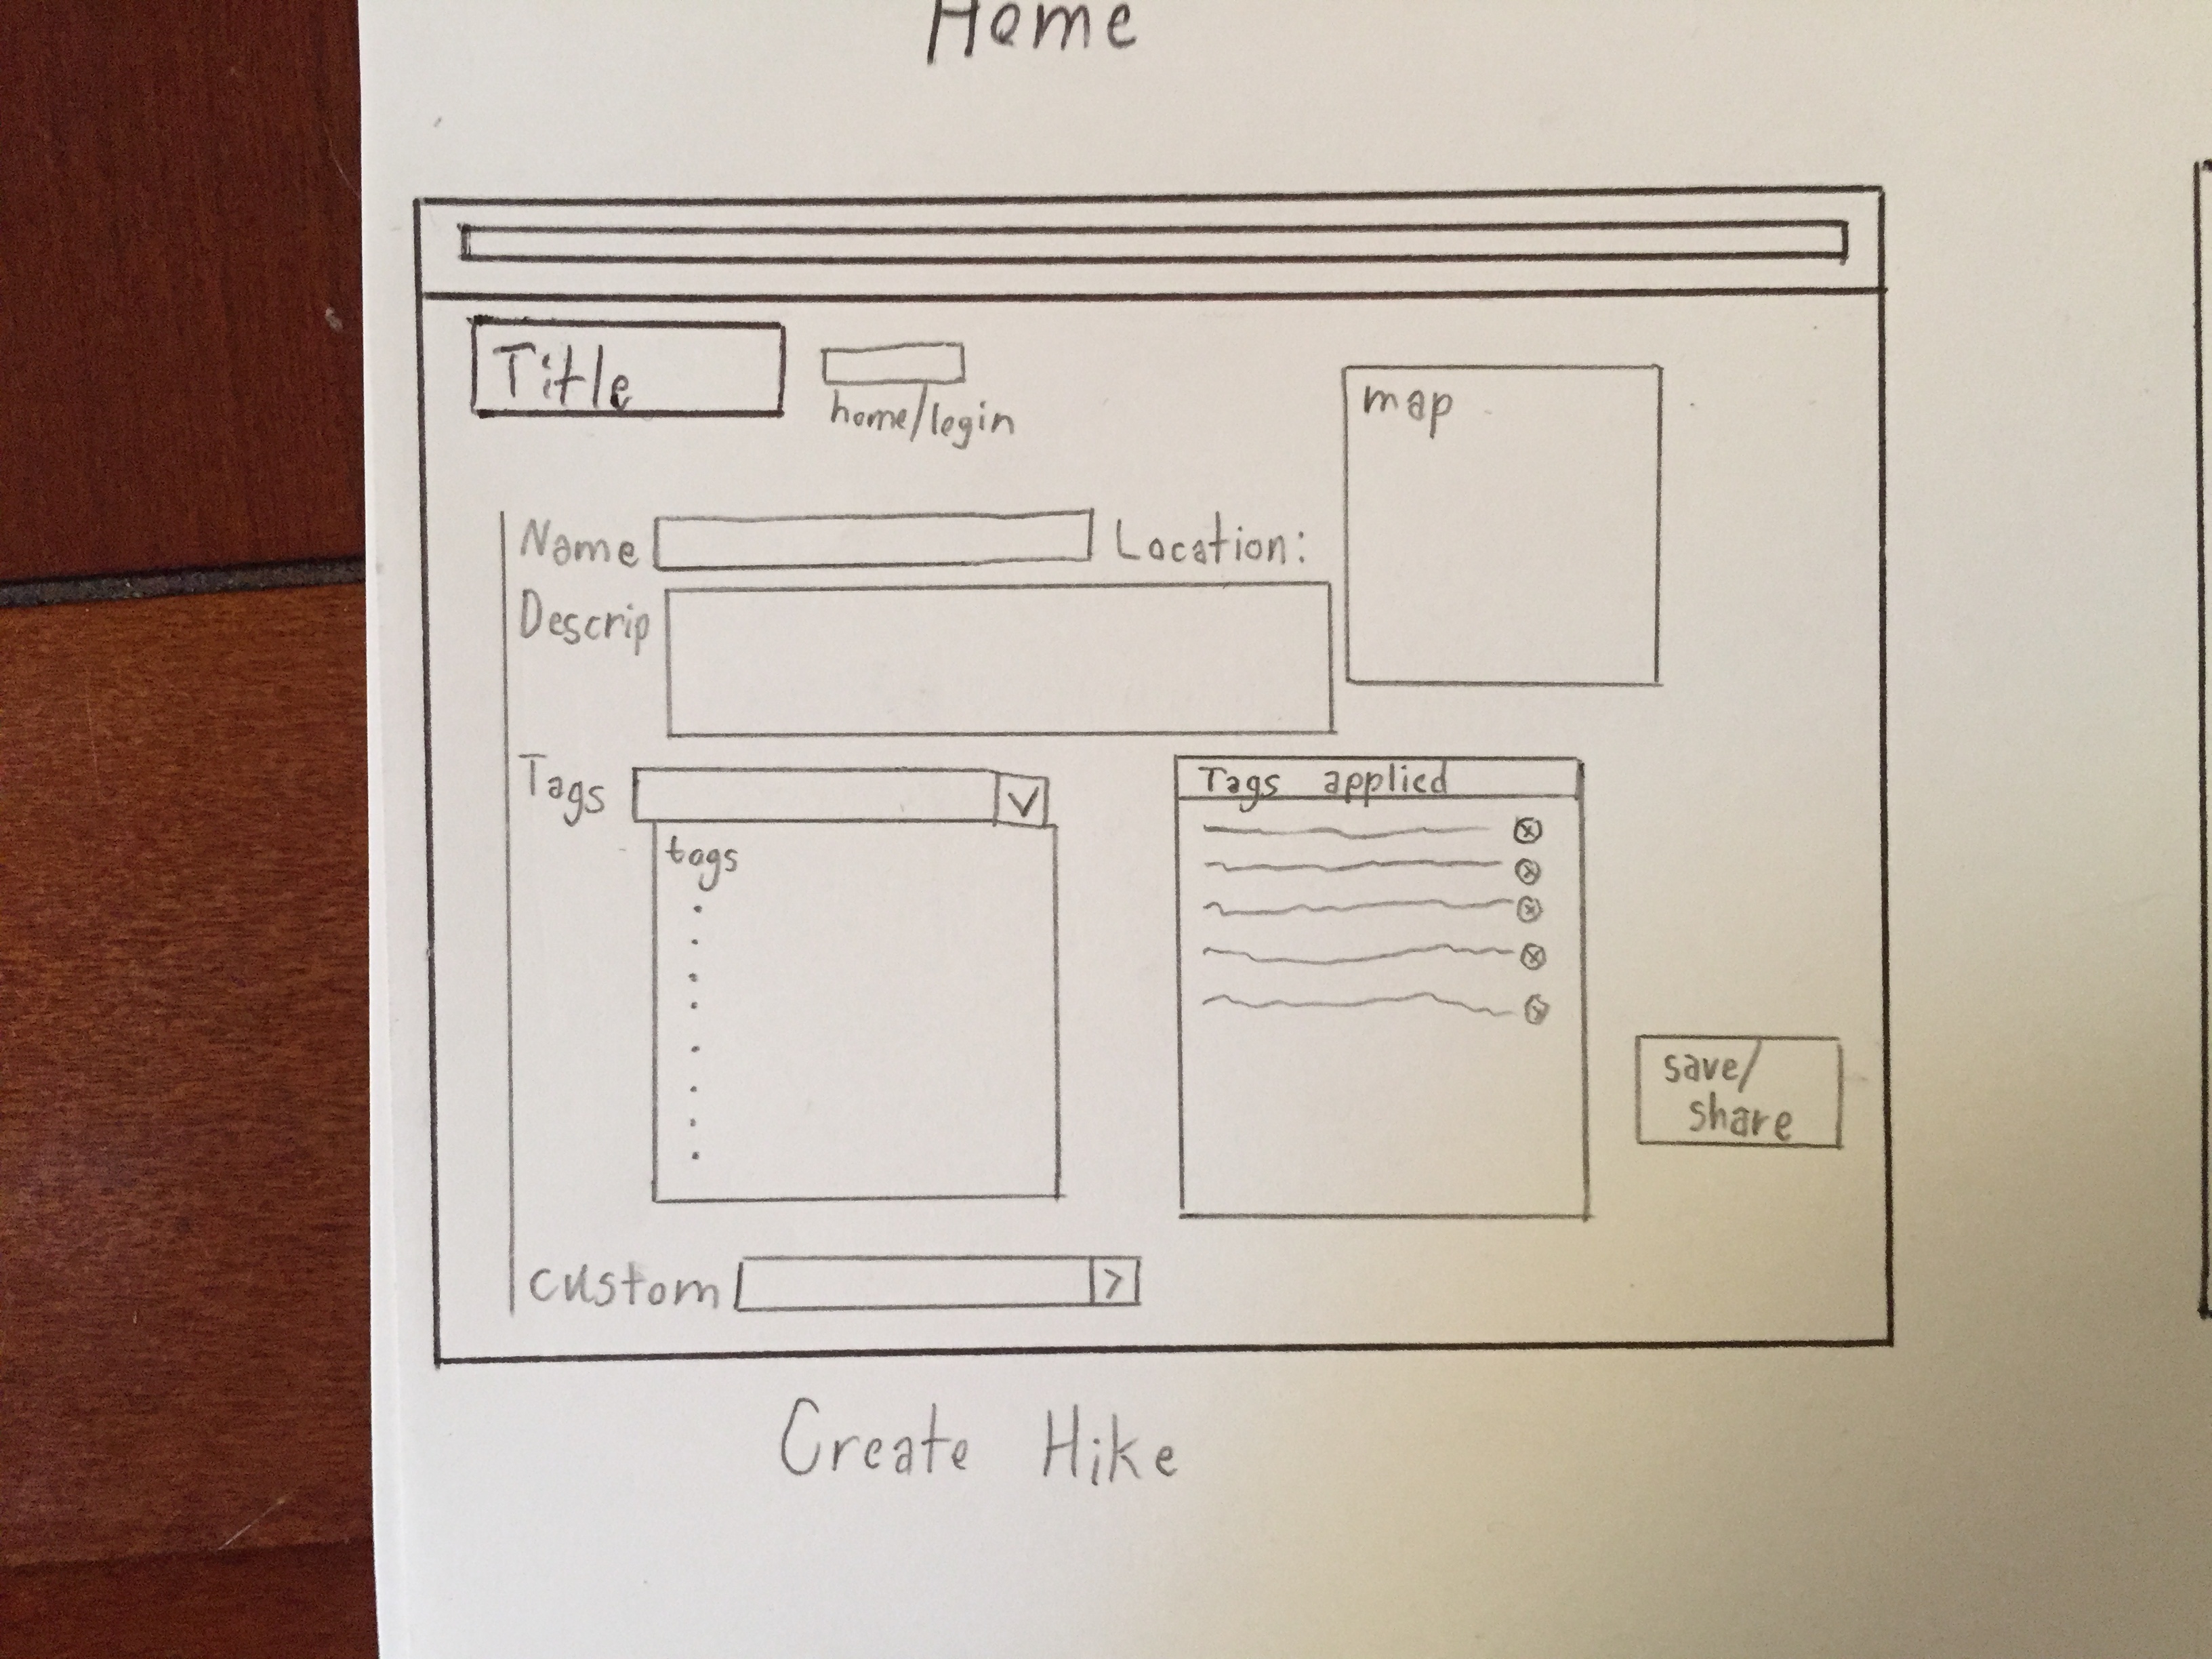 Home
Title
home/login
map
Name
Location:
Descrip
Tags
tags
Tags applied
save/
share
custom
>
Create Hike